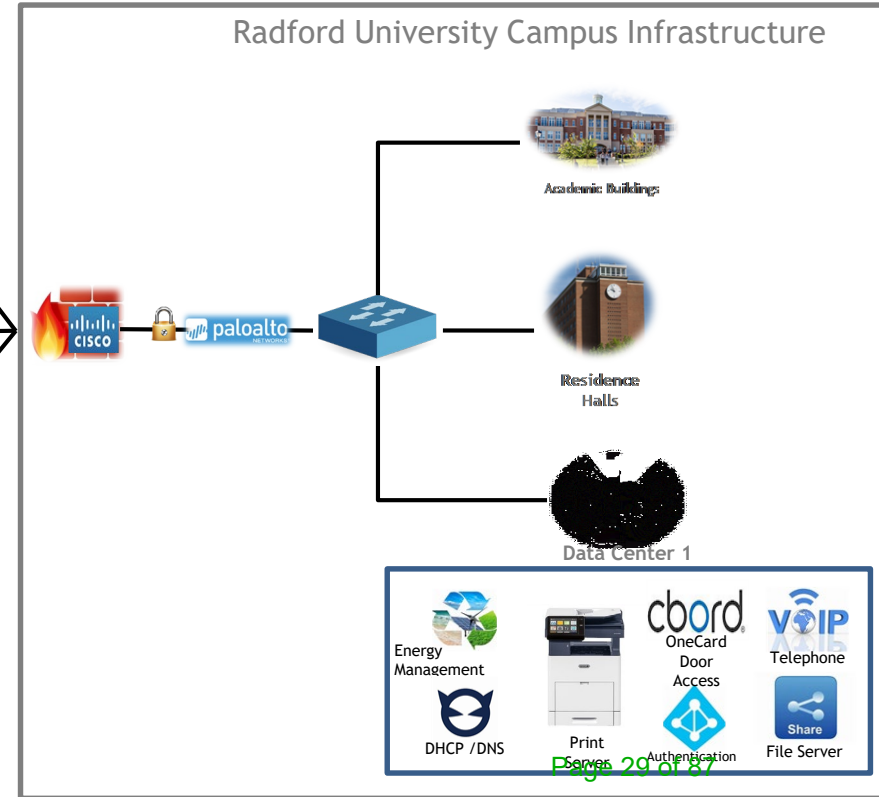 Radford University Campus Infrastructure
Academic Buildings
CISCO
paloalto
NETWORKS
Residence
Halls
Data Center 1
Energy
Management
cbord
OneCard
Door
Access
VOIP
Telephone
DHCP /DNS
Print
Server
Authentication
Share
File Server
Page 29 of 87